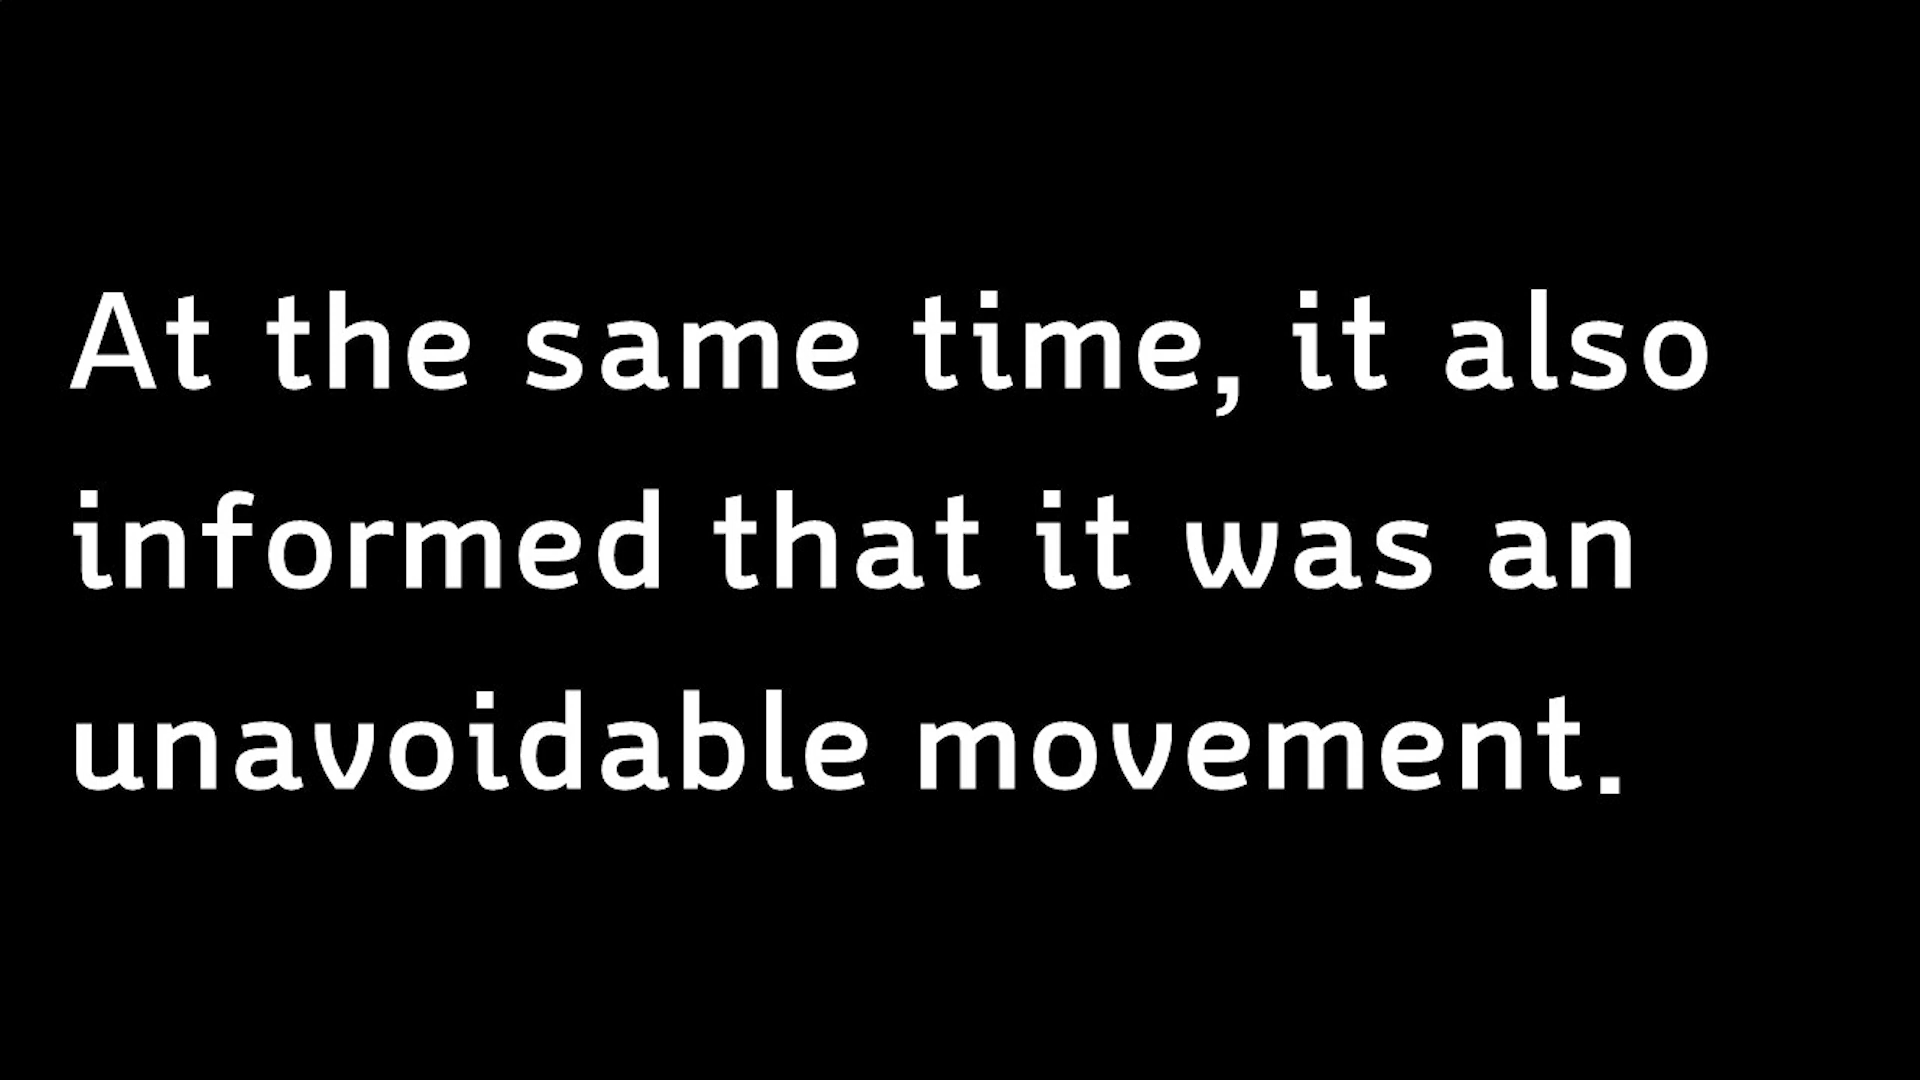 At the same time, it also
informed that it was an
unavoidable movement.